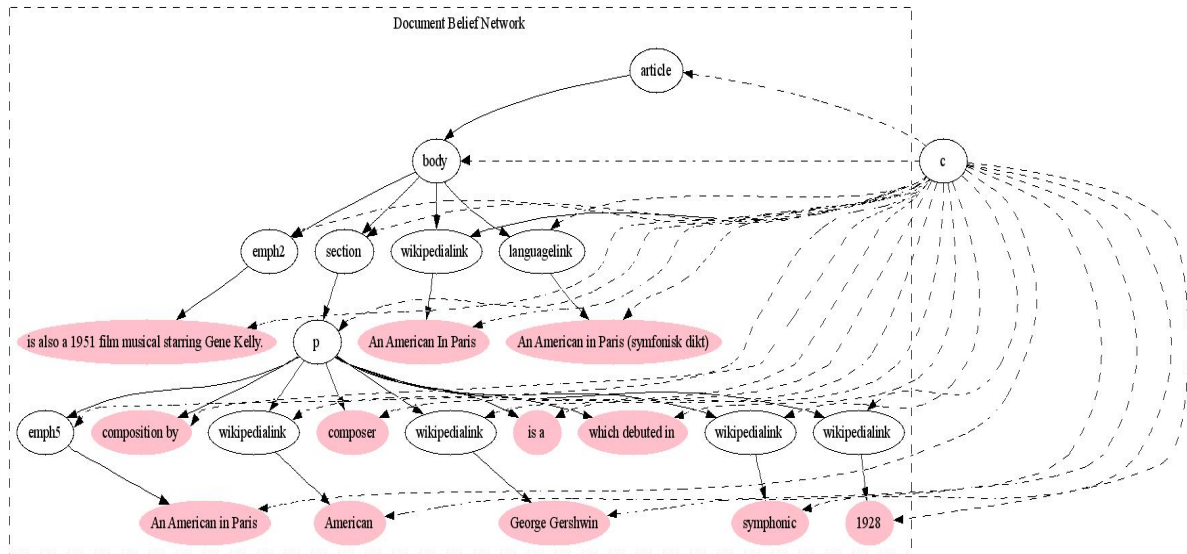 Document Belief Network
article
body
c
emph2
section
wikipedialink
languagelink
is also a 1951 film musical starring Gene Kelly.
p
An American In Paris
An American in Paris (symfonisk dikt)
emph5
composition by
wikipedialink
composer
wikipedialink
is a
which debuted in
wikipedialink
wikipedialink
An American in Paris
American
George Gershwin
symphonic
1928